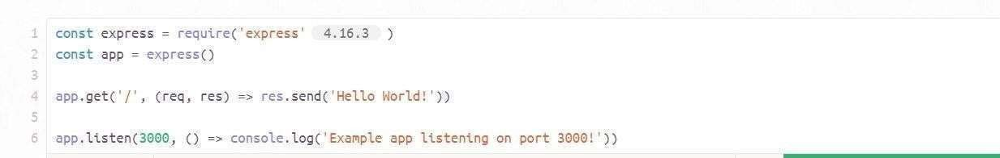 1 const express = require('express' 4.16.3 )
2 const app = express()
3
4 app.get('/', (req, res) => res.send('Hello World!'))
5
6 app.listen(3000, () => console.log('Example app listening on port 3000!'))